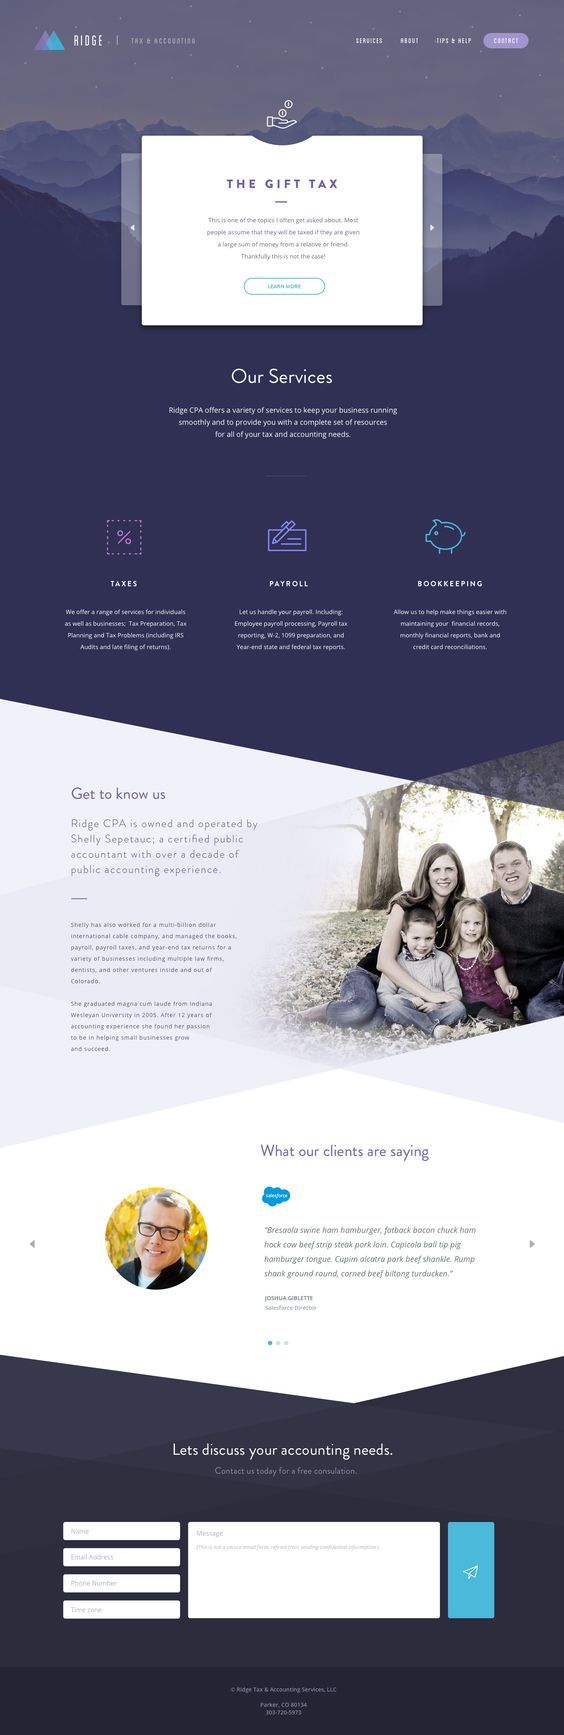 RIDGE | TAX & ACCOUNTING
SERVICES ABOUT TIPS & HELP CONTACT
THE GIFT TAX
This is one of the topics I often get asked about. Most
people assume that they will be taxed if they are given
a large sum of money from a relative or friend.
Thankfully this is not the case!
LEARN MORE
Our Services
Ridge CPA offers a variety of services to keep your business running
smoothly and to provide you with a complete set of resources
for all of your tax and accounting needs.
%
TAXES
We offer a range of services for individuals
as well as businesses; Tax Preparation, Tax
Planning and Tax Problems (including IRS
Audits and late filing of returns).
PAYROLL
Let us handle your payroll. Including:
Employee payroll processing, Payroll tax
reporting, W-2, 1099 preparation, and
Year-end state and federal tax reports.
BOOKKEEPING
Allow us to help make things easier with
maintaining your financial records,
monthly financial reports, bank and
credit card reconciliations.
Get to know us
Ridge CPA is owned and operated by
Shelly Sepetauc; a certified public
accountant with over a decade of
public accounting experience.
Shelly has also worked for a multi-billion dollar
international cable company, and managed the books,
payroll, payroll taxes, and year-end tax returns for a
variety of businesses including multiple law firms,
dentists, and other ventures inside and out of
Colorado.
She graduated magna cum laude from Indiana
Wesleyan University in 2005. After 12 years of
accounting experience she found her passion
to be in helping small businesses grow
and succeed.
What our clients are saying
salesforce
"Bresaola swine ham hamburger, fatback bacon chuck ham
hock cow beef strip steak pork loin. Capicola ball tip pig
hamburger tongue. Cupim alcatra pork beef shankle. Rump
shank ground round, corned beef biltong turducken."
JOSHUA GIBLETTE
Salesforce Director
Lets discuss your accounting needs.
Contact us today for a free consulation.
Name
Email Address
Phone Number
Time zone
Message
(This is not a secure email form, refrain from sending confidential information.)
© Ridge Tax & Accounting Services, LLC
Parker, CO 80134
303-720-5973